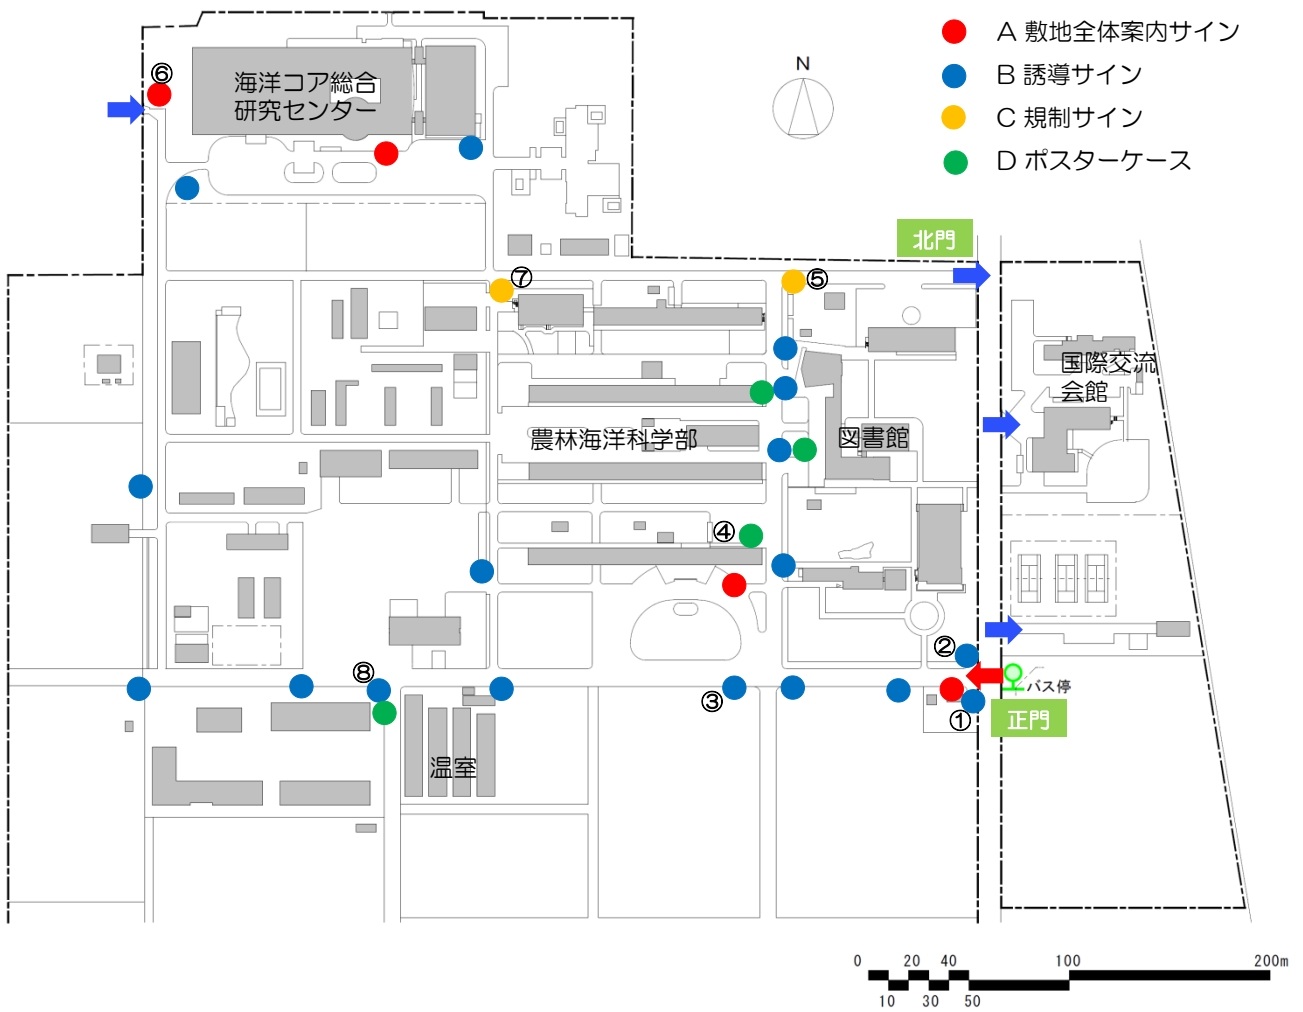 A 敷地全体案内サイン
B 誘導サイン
C 規制サイン
D ポスターケース
N
⑥
海洋コア総合
研究センター
北門
⑦
⑤
国際交流
会館
農林海洋科学部
図書館
④
②
⑧
③
バス停
①
正門
温室
0 20 40 100 200m
10 30 50